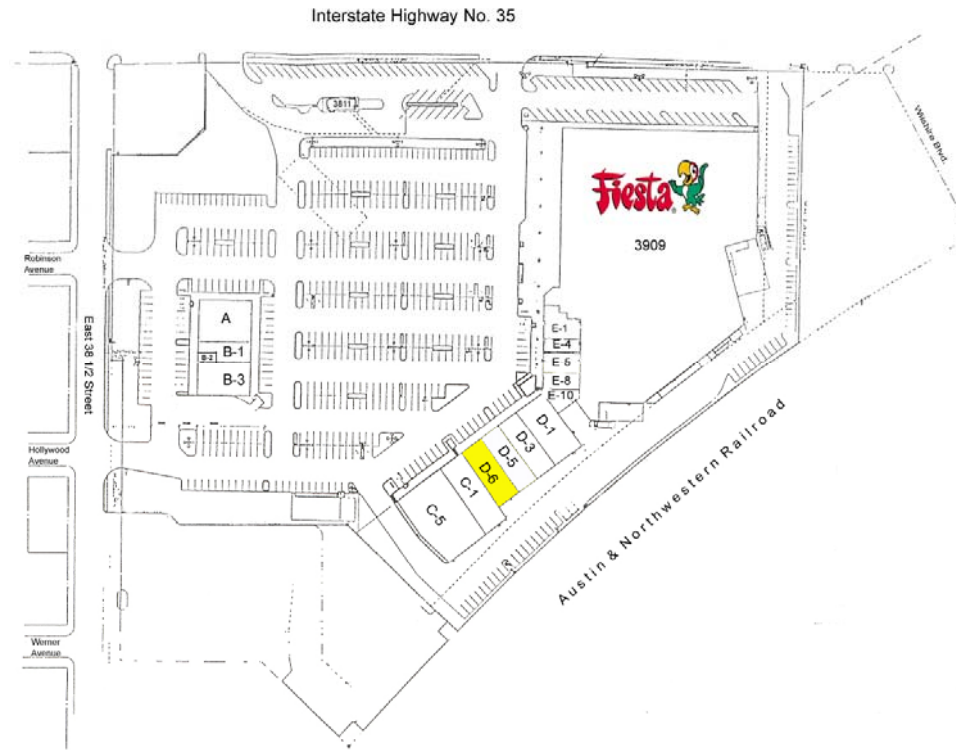 Interstate Highway No. 35
3811
Wilshire Blvd.
Fiesta
3909
Robinson
Avenue
East 38 1/2 Street
A
B-1
B-2
B-3
E-1
E-4
E-8
E-10
D-1
D-3
D-5
D-6
C-1
C-5
Hollywood
Avenue
Austin & Northwestern Railroad
Werner
Avenue